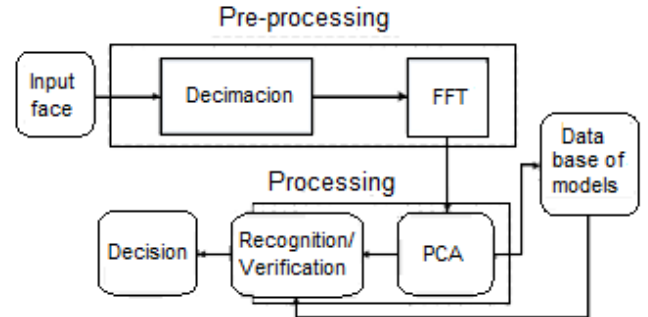 Pre-processing
Input
face
Decimacion
FFT
Data
base of
models
Processing
Decision
Recognition/
Verification
PCA